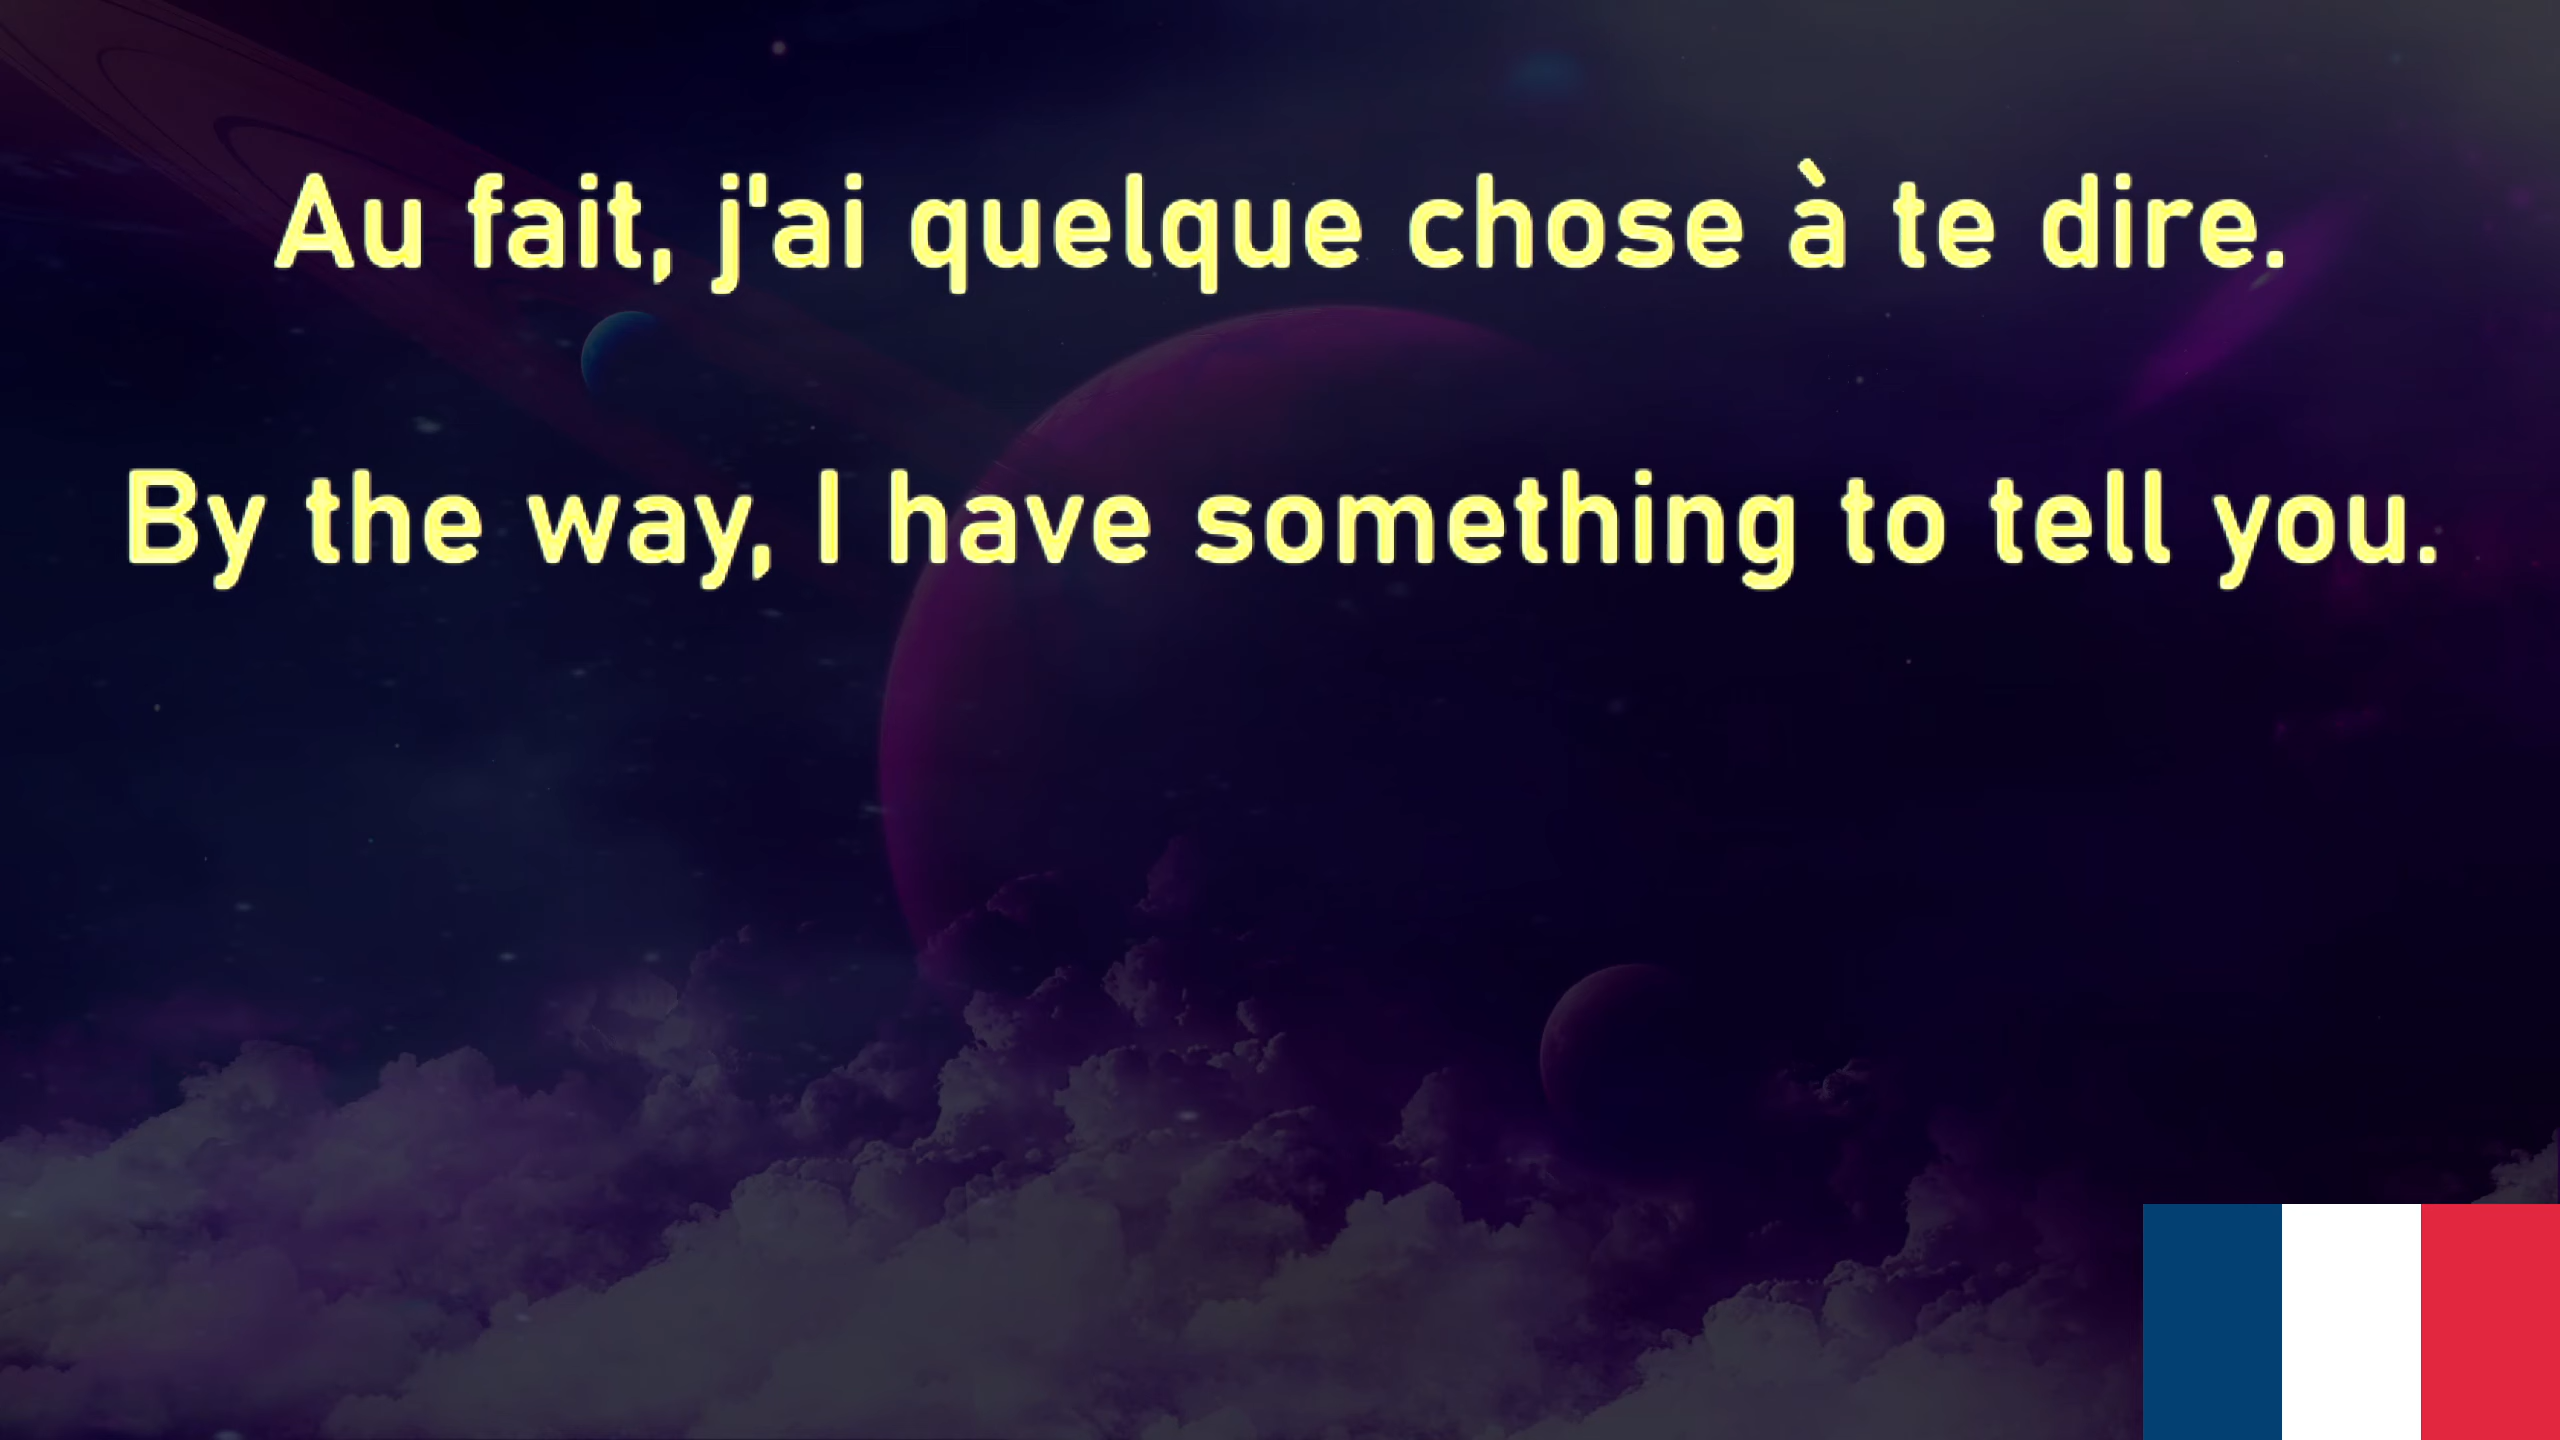 Au fait, j'ai quelque chose à te dire.
By the way, I have something to tell you.